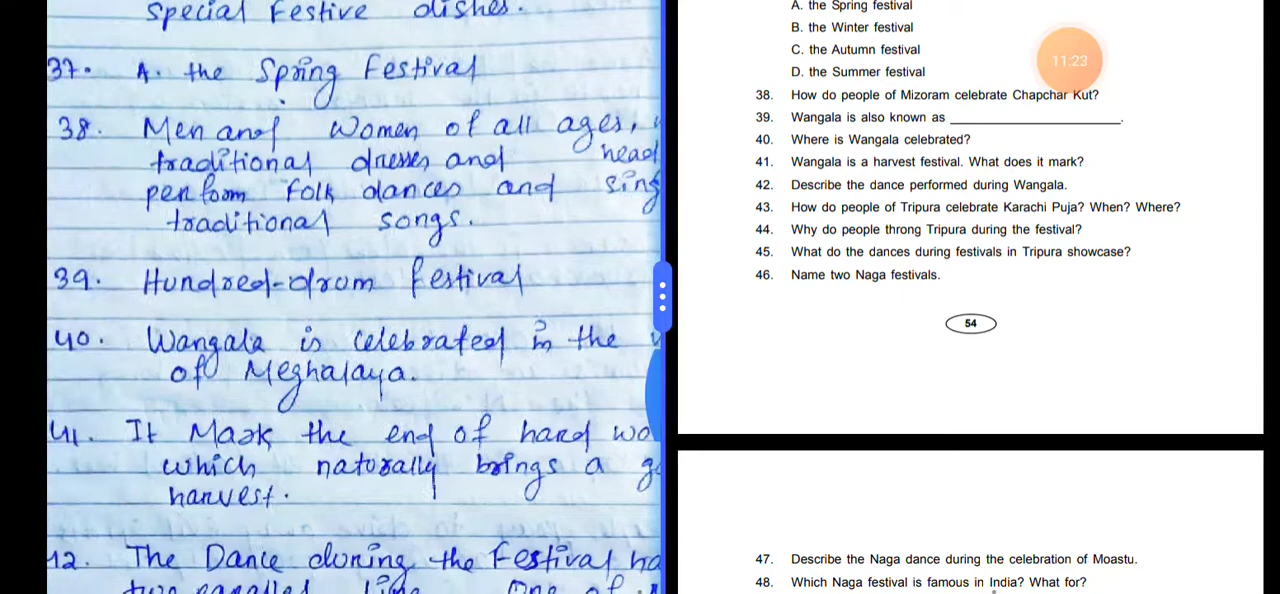 special Festive dishes.
37. A. the Spring Festival
38. Men and Women of all ages,
traditional dresses and head
perform folk dances and sing
traditional songs.
39. Hundred-drum festival
40. Wangala is celebrated in the
of Meghalaya.
41. It Mark the end of hard wo
which naturally brings a go
harvest.
42. The Dance during the Festival ha
two parallel line One of
A. the Spring festival
B. the Winter festival
C. the Autumn festival
D. the Summer festival
11:23
38. How do people of Mizoram celebrate Chapchar Kut?
39. Wangala is also known as ____________________.
40. Where is Wangala celebrated?
41. Wangala is a harvest festival. What does it mark?
42. Describe the dance performed during Wangala.
43. How do people of Tripura celebrate Karachi Puja? When? Where?
44. Why do people throng Tripura during the festival?
45. What do the dances during festivals in Tripura showcase?
46. Name two Naga festivals.
54
47. Describe the Naga dance during the celebration of Moastu.
48. Which Naga festival is famous in India? What for?